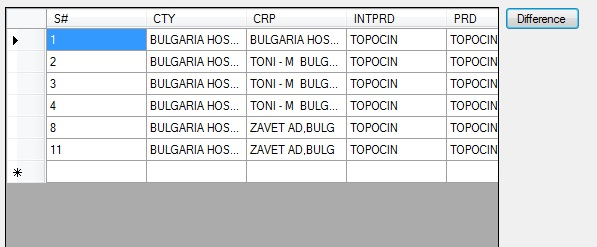 S# CTY CRP INTPRD PRD Difference
1 BULGARIA HOS... BULGARIA HOS... TOPOCIN TOPOCIN
2 BULGARIA HOS... TONI - M BULG... TOPOCIN TOPOCIN
3 BULGARIA HOS... TONI - M BULG... TOPOCIN TOPOCIN
4 BULGARIA HOS... TONI - M BULG... TOPOCIN TOPOCIN
8 BULGARIA HOS... ZAVET AD,BULG TOPOCIN TOPOCIN
11 BULGARIA HOS... ZAVET AD,BULG TOPOCIN TOPOCIN